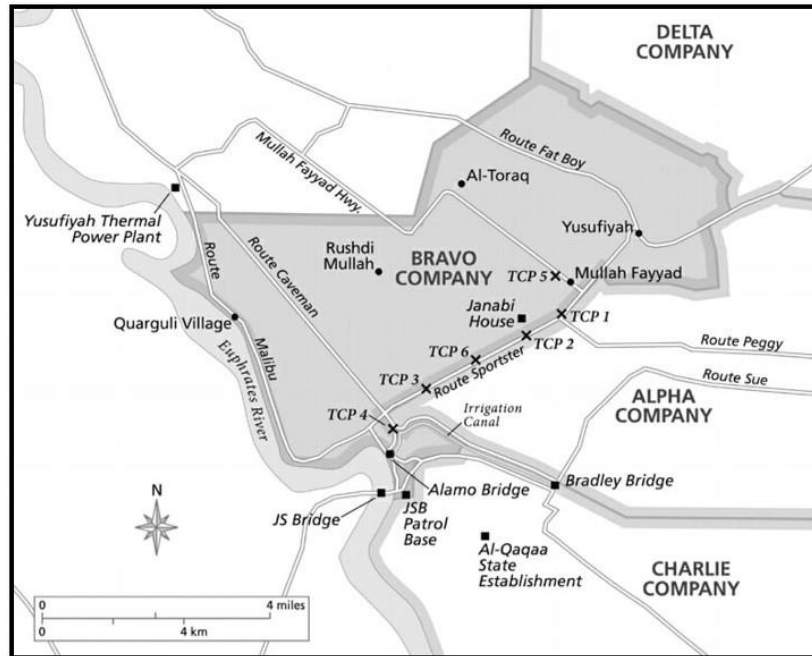 DELTA
COMPANY
Route Fat Boy
Mullah Fayyad Hwy.
Al-Toraq
Yusufiyah Thermal
Power Plant
Yusufiyah
Route
Route Caveman
Rushdi
Mullah
BRAVO
COMPANY
TCP 5
Mullah Fayyad
Janabi
House
TCP 1
Quarguli Village
TCP 2
Malibu
TCP 6
Route Peggy
Euphrates River
TCP 3
Route Sportster
Route Sue
TCP 4
Irrigation
Canal
ALPHA
COMPANY
Alamo Bridge
Bradley Bridge
N
JS Bridge
JSB
Patrol
Base
Al-Qaqaa
State
Establishment
CHARLIE
COMPANY
0 4 miles
0 4 km